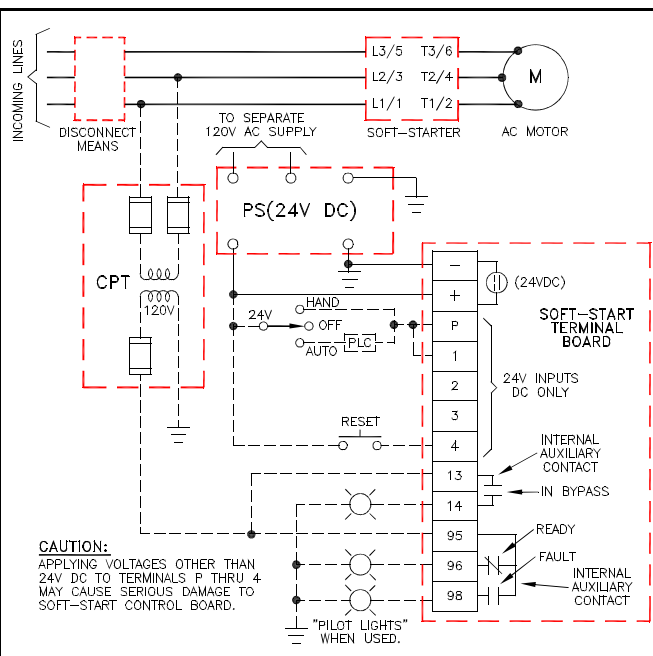 INCOMING LINES
DISCONNECT
MEANS
L3/5 T3/6
L2/3 T2/4
L1/1 T1/2
SOFT-STARTER
M
AC MOTOR
TO SEPARATE
120V AC SUPPLY
PS(24V DC)
CPT
120V
-
(24VDC)
+
SOFT-START
TERMINAL
BOARD
HAND
24V
OFF
AUTO
PLC
P
1
2
3
4
24V INPUTS
DC ONLY
RESET
13
14
INTERNAL
AUXILIARY
CONTACT
IN BYPASS
95
96
98
READY
FAULT
INTERNAL
AUXILIARY
CONTACT
CAUTION:
APPLYING VOLTAGES OTHER THAN
24V DC TO TERMINALS P THRU 4
MAY CAUSE SERIOUS DAMAGE TO
SOFT-START CONTROL BOARD.
"PILOT LIGHTS"
WHEN USED.